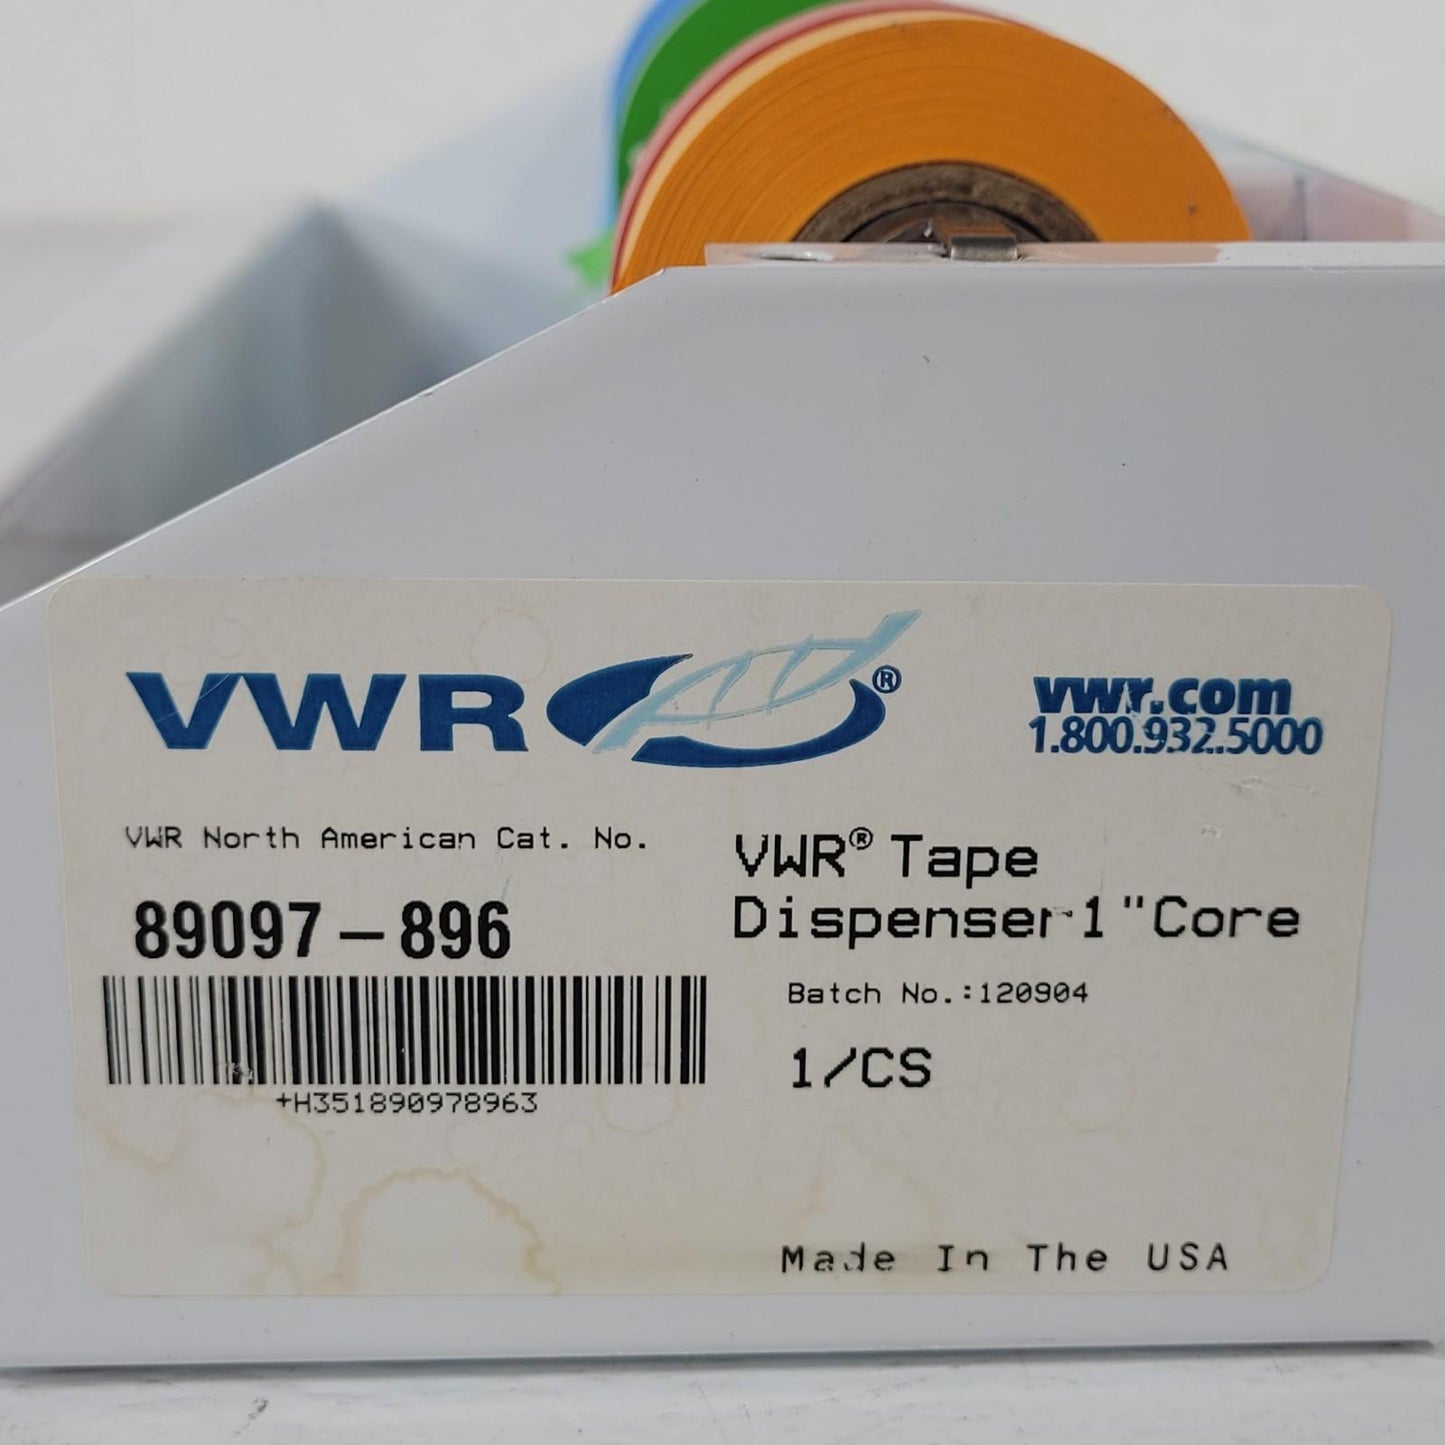 VWR®
vwr.com
1.800.932.5000
VWR North American Cat. No.
89097-896
+H351890978963
VWR® Tape
Dispenser-1"Core
Batch No.:120904
1/CS
Made In The USA